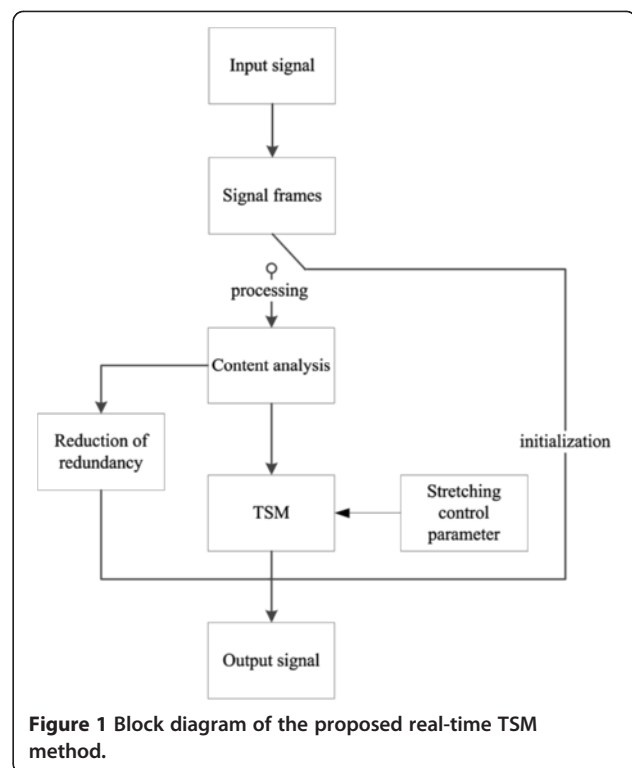 Input signal
Signal frames
processing
Content analysis
Reduction of
redundancy
initialization
TSM
Stretching
control
parameter
Output signal
Figure 1 Block diagram of the proposed real-time TSM
method.